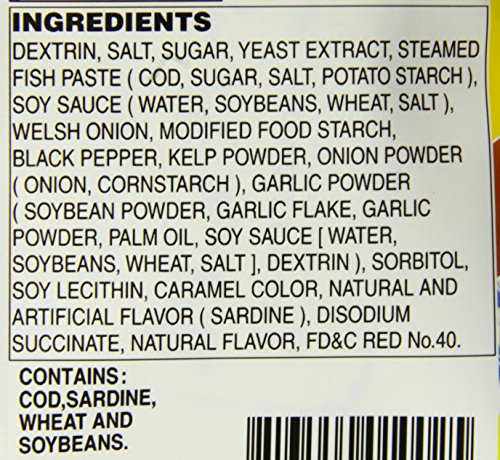 INGREDIENTS
DEXTRIN, SALT, SUGAR, YEAST EXTRACT, STEAMED
FISH PASTE ( COD, SUGAR, SALT, POTATO STARCH ),
SOY SAUCE ( WATER, SOYBEANS, WHEAT, SALT ),
WELSH ONION, MODIFIED FOOD STARCH,
BLACK PEPPER, KELP POWDER, ONION POWDER
( ONION, CORNSTARCH ), GARLIC POWDER
( SOYBEAN POWDER, GARLIC FLAKE, GARLIC
POWDER, PALM OIL, SOY SAUCE [ WATER,
SOYBEANS, WHEAT, SALT ], DEXTRIN ), SORBITOL,
SOY LECITHIN, CARAMEL COLOR, NATURAL AND
ARTIFICIAL FLAVOR ( SARDINE ), DISODIUM
SUCCINATE, NATURAL FLAVOR, FD&C RED No.40.
CONTAINS:
COD,SARDINE,
WHEAT AND
SOYBEANS.